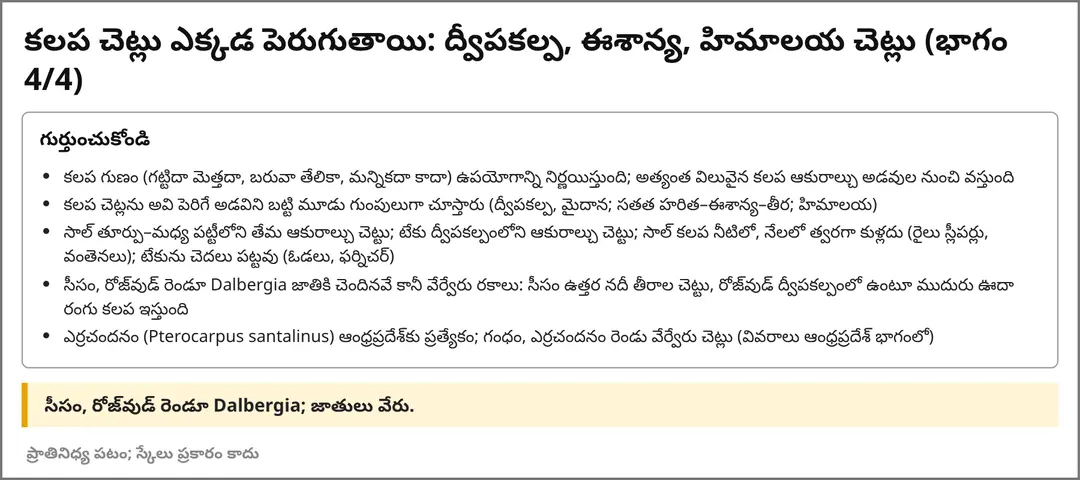 కలప చెట్లు ఎక్కడ పెరుగుతాయి: ద్వీపకల్ప, ఈశాన్య, హిమాలయ చెట్లు (భాగం
4/4)
గుర్తుంచుకోండి
• కలప గుణం (గట్టిదా మెత్తదా, బరువా తేలికా, మన్నికదా కాదా) ఉపయోగాన్ని నిర్ణయిస్తుంది; అత్యంత విలువైన కలప ఆకురాల్చు అడవుల నుంచి వస్తుంది
• కలప చెట్లను అవి పెరిగే అడవిని బట్టి మూడు గుంపులుగా చూస్తారు (ద్వీపకల్ప, మైదాన; సతత హరిత–ఈశాన్య–తీర; హిమాలయ)
• సాల్ తూర్పు–మధ్య పట్టీలోని తేమ ఆకురాల్చు చెట్టు; టేకు ద్వీపకల్పంలోని ఆకురాల్చు చెట్టు; సాల్ కలప నీటిలో, నేలలో త్వరగా కుళ్లదు (రైలు స్లీపర్లు,
వంతెనలు); టేకును చెదలు పట్టవు (ఓడలు, ఫర్నిచర్)
• సీసం, రోజ్‌వుడ్ రెండూ Dalbergia జాతికి చెందినవే కానీ వేర్వేరు రకాలు: సీసం ఉత్తర నదీ తీరాల చెట్టు, రోజ్‌వుడ్ ద్వీపకల్పంలో ఉంటూ ముదురు ఊదా
రంగు కలప ఇస్తుంది
• ఎర్రచందనం (Pterocarpus santalinus) ఆంధ్రప్రదేశ్‌కు ప్రత్యేకం; గంధం, ఎర్రచందనం రెండు వేర్వేరు చెట్లు (వివరాలు ఆంధ్రప్రదేశ్ భాగంలో)
సీసం, రోజ్‌వుడ్ రెండూ Dalbergia; జాతులు వేరు.
ప్రాతినిధ్య పటం; స్కేలు ప్రకారం కాదు